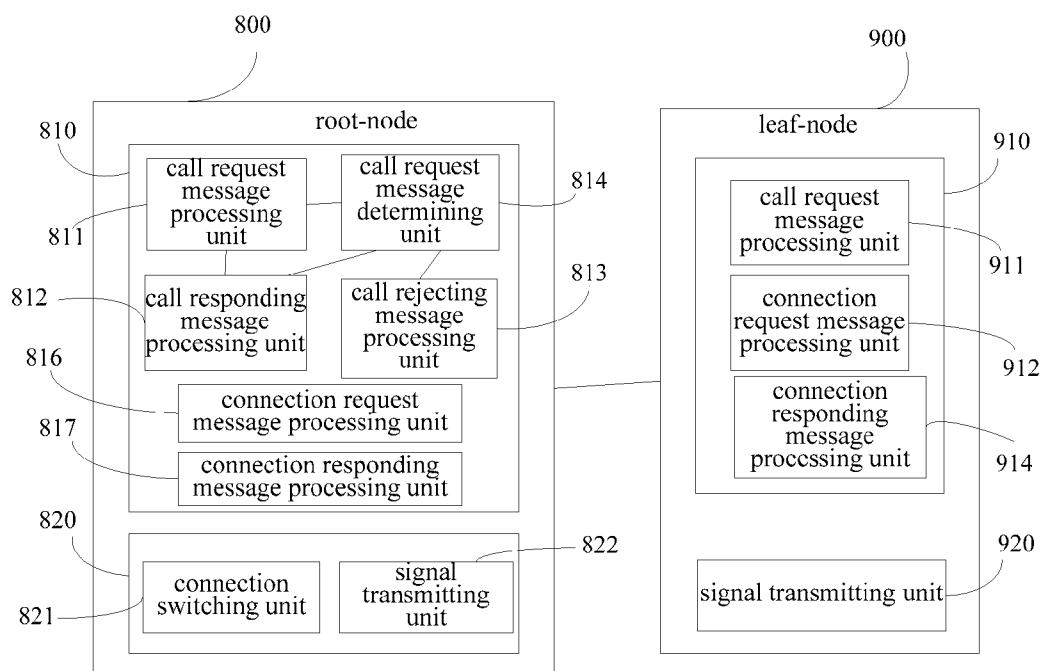 800
900
root-node
leaf-node
810
910
call request
message
processing
unit
811
call request
message
determining
unit
814
call request
message
processing unit
911
812
call responding
message
processing unit
call rejecting
message
processing
unit
813
connection
request message
processing unit
912
816
connection request
message processing unit
connection
responding
message
processing unit
914
817
connection responding
message processing unit
820
822
920
connection
switching unit
821
signal
transmitting
unit
signal transmitting unit